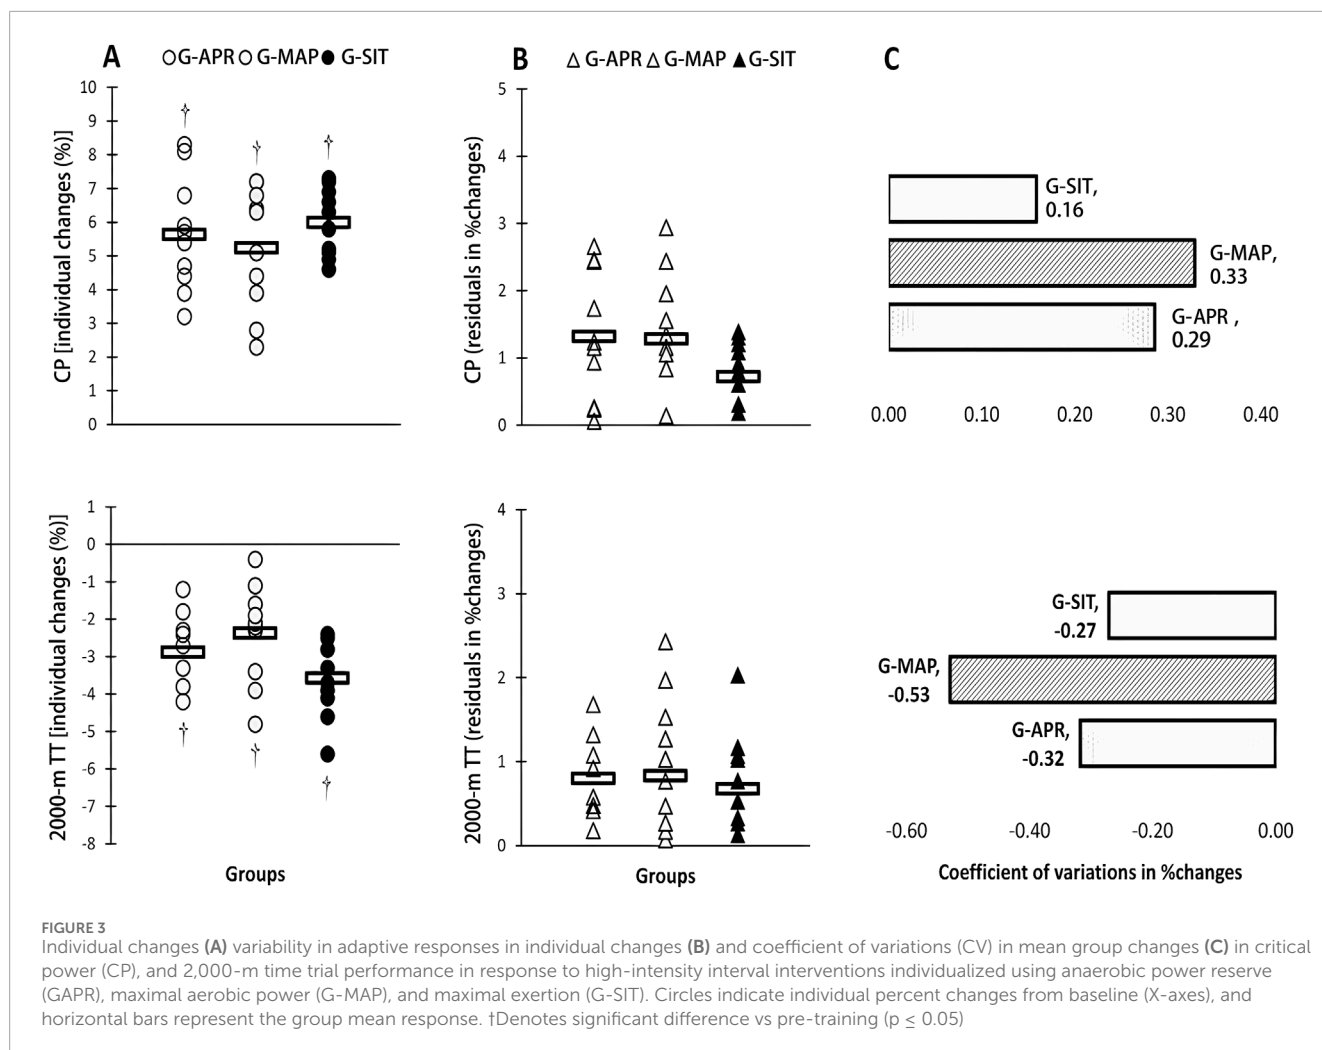 A
G-APR G-MAP G-SIT
CP [individual changes (%)]
10
9
8
7
6
5
4
3
2
1
0
† † †
B
G-APR G-MAP G-SIT
CP (residuals in %changes)
5
4
3
2
1
0
C
G-SIT,
0.16
G-MAP,
0.33
G-APR ,
0.29
0.00 0.10 0.20 0.30 0.40
2000-m TT [individual changes (%)]
1
0
-1
-2
-3
-4
-5
-6
-7
-8
† † †
Groups
2000-m TT (residuals in %changes)
4
3
2
1
0
Groups
G-SIT,
-0.27
G-MAP,
-0.53
G-APR,
-0.32
-0.60 -0.40 -0.20 0.00
Coefficient of variations in %changes
FIGURE 3
Individual changes (A) variability in adaptive responses in individual changes (B) and coefficient of variations (CV) in mean group changes (C) in critical
power (CP), and 2,000-m time trial performance in response to high-intensity interval interventions individualized using anaerobic power reserve
(GAPR), maximal aerobic power (G-MAP), and maximal exertion (G-SIT). Circles indicate individual percent changes from baseline (X-axes), and
horizontal bars represent the group mean response. †Denotes significant difference vs pre-training (p ≤ 0.05)